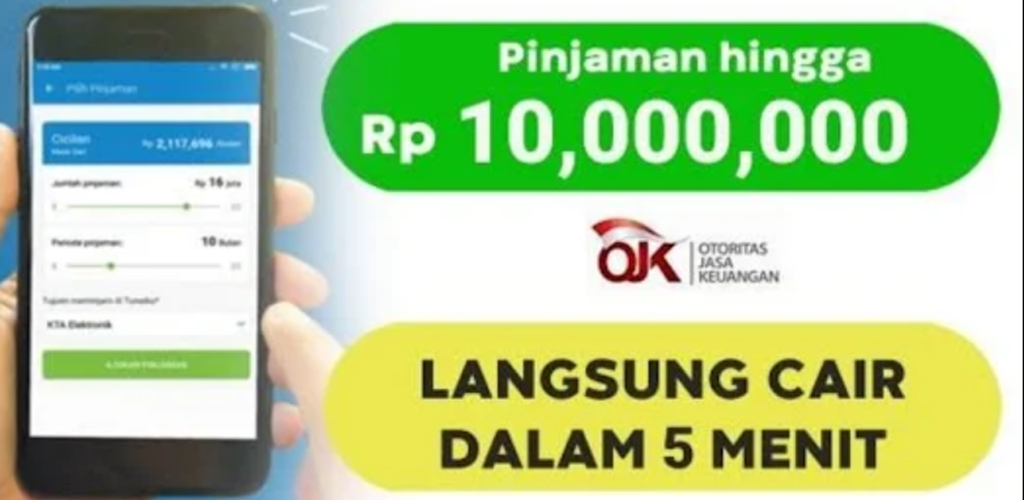 Pilih Pinjaman
Cicilan
Rp 2,117,696 /bulan
Jumlah pinjaman:
Rp 16 juta
Periode pinjaman:
10 Bulan
Tujuan meminjam di Tunaiku*
KTA Elektronik
Pinjaman hingga
Rp 10,000,000
OJK
OTORITAS
JASA
KEUANGAN
LANGSUNG CAIR
DALAM 5 MENIT